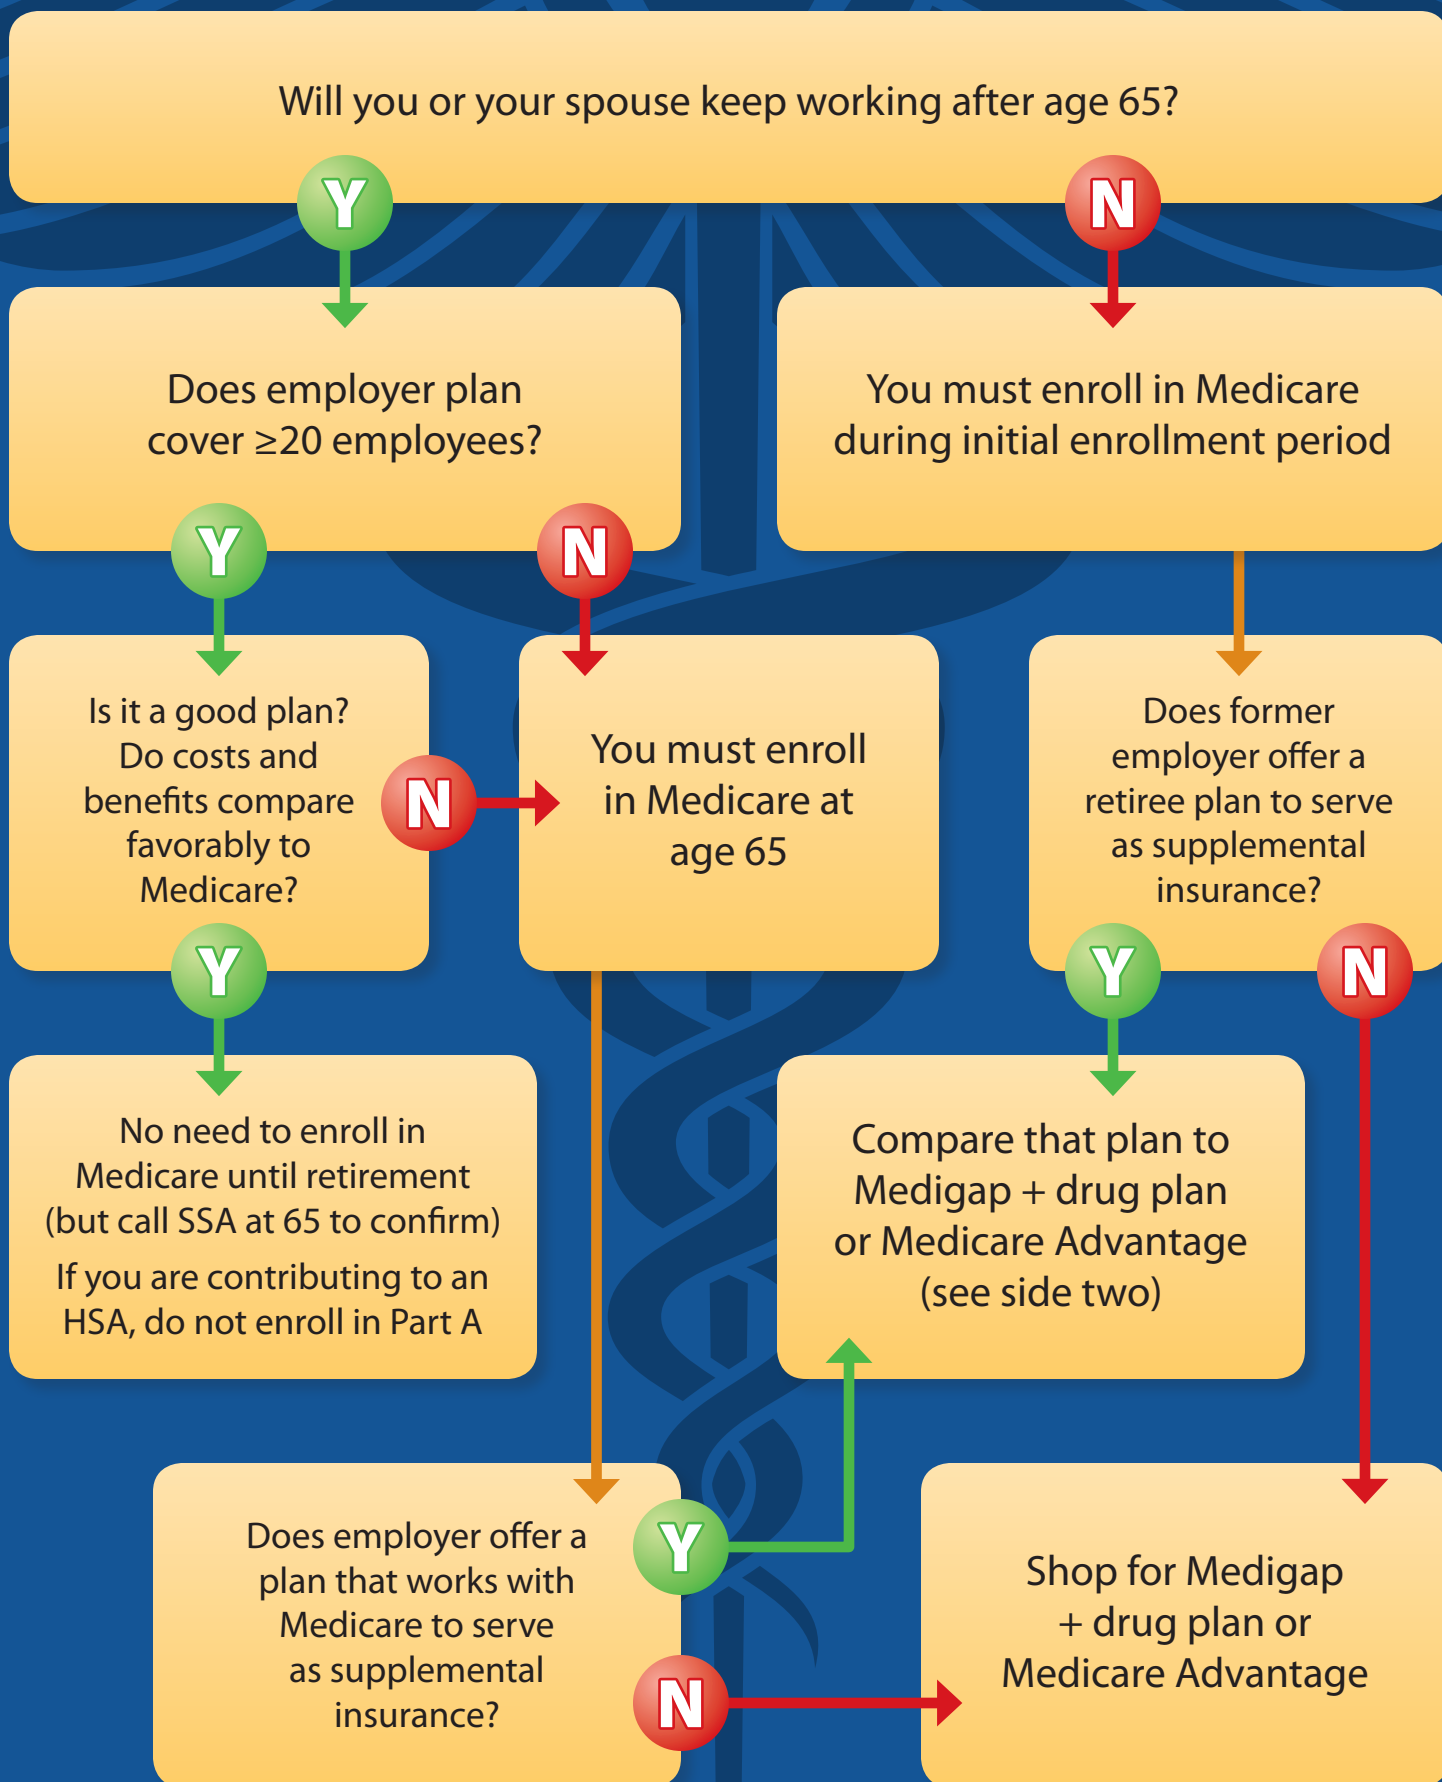 Will you or your spouse keep working after age 65?
Y
N
Does employer plan
cover ≥20 employees?
You must enroll in Medicare
during initial enrollment period
Y
N
Is it a good plan?
Do costs and
benefits compare
favorably to
Medicare?
N
Y
You must enroll
in Medicare at
age 65
Does former
employer offer a
retiree plan to serve
as supplemental
insurance?
Y
N
No need to enroll in
Medicare until retirement
(but call SSA at 65 to confirm)
If you are contributing to an
HSA, do not enroll in Part A
Compare that plan to
Medigap + drug plan
or Medicare Advantage
(see side two)
Does employer offer a
plan that works with
Medicare to serve
as supplemental
insurance?
Y
N
Shop for Medigap
+ drug plan or
Medicare Advantage